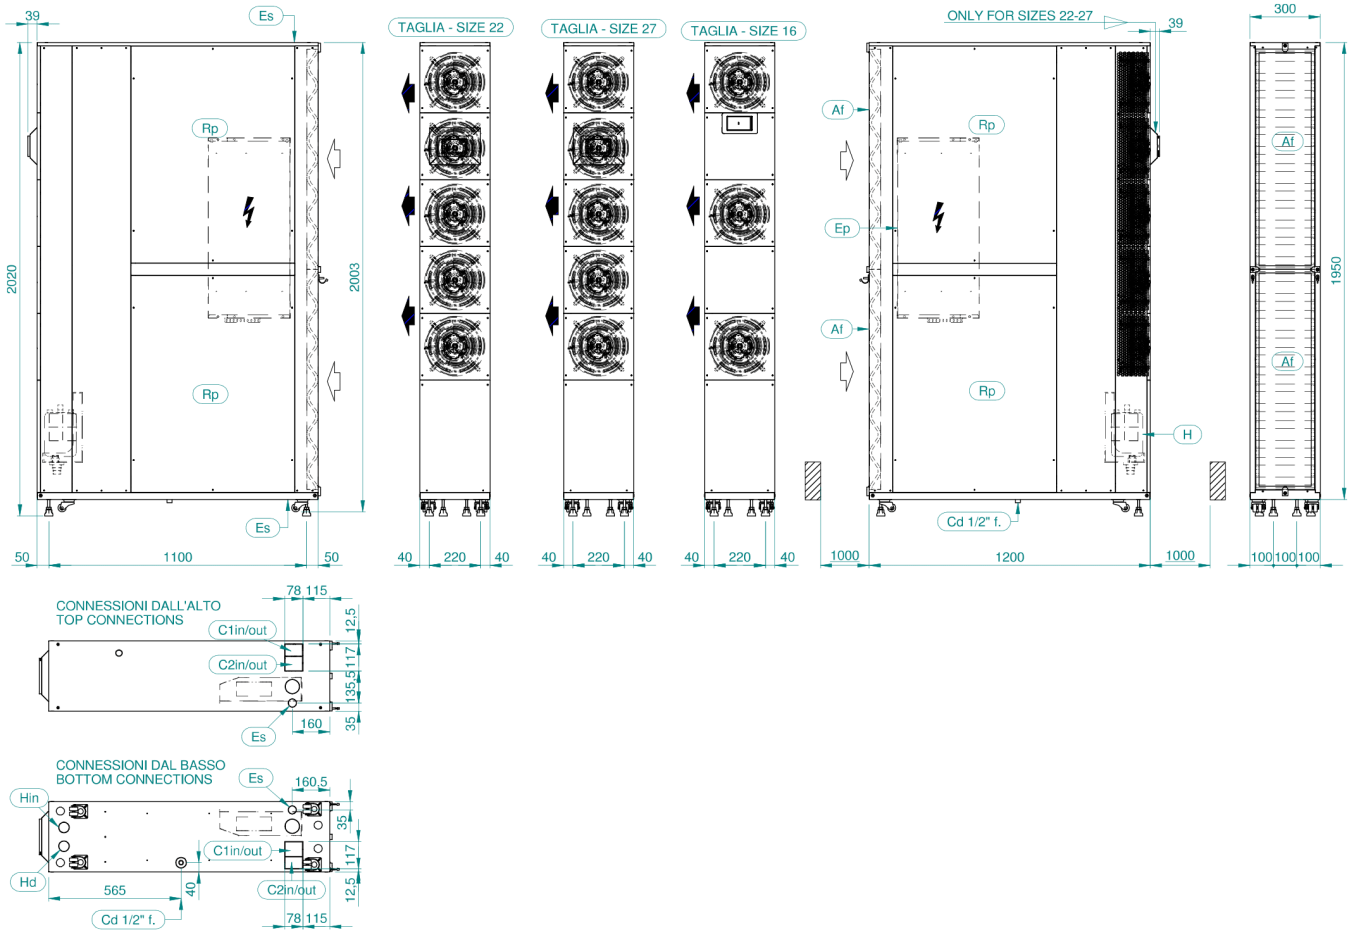 39
Es
TAGLIA - SIZE 22
TAGLIA - SIZE 27
TAGLIA - SIZE 16
ONLY FOR SIZES 22-27
39
300
Rp
Af
Rp
Af
Ep
2020
2003
1950
Af
Af
Rp
Rp
H
Es
Cd 1/2" f.
50
1100
50
40
220
40
40
220
40
40
220
40
1000
1200
1000
100
100
100
CONNESSIONI DALL'ALTO
TOP CONNECTIONS
78
115
12,5
C1in/out
C2in/out
117
135,5
35
160
Es
CONNESSIONI DAL BASSO
BOTTOM CONNECTIONS
Es
160,5
Hin
35
C1in/out
117
Hd
565
40
C2in/out
12,5
Cd 1/2" f.
78
115